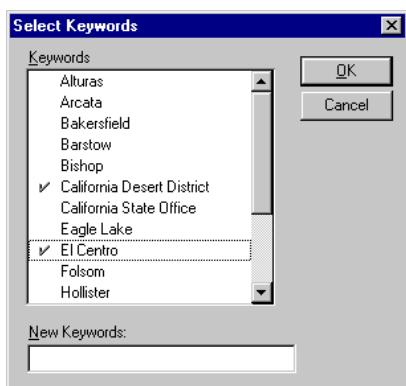 Select Keywords
Keywords
OK
Cancel
Alturas
Arcata
Bakersfield
Barstow
Bishop
California Desert District
California State Office
Eagle Lake
El Centro
Folsom
Hollister
New Keywords: